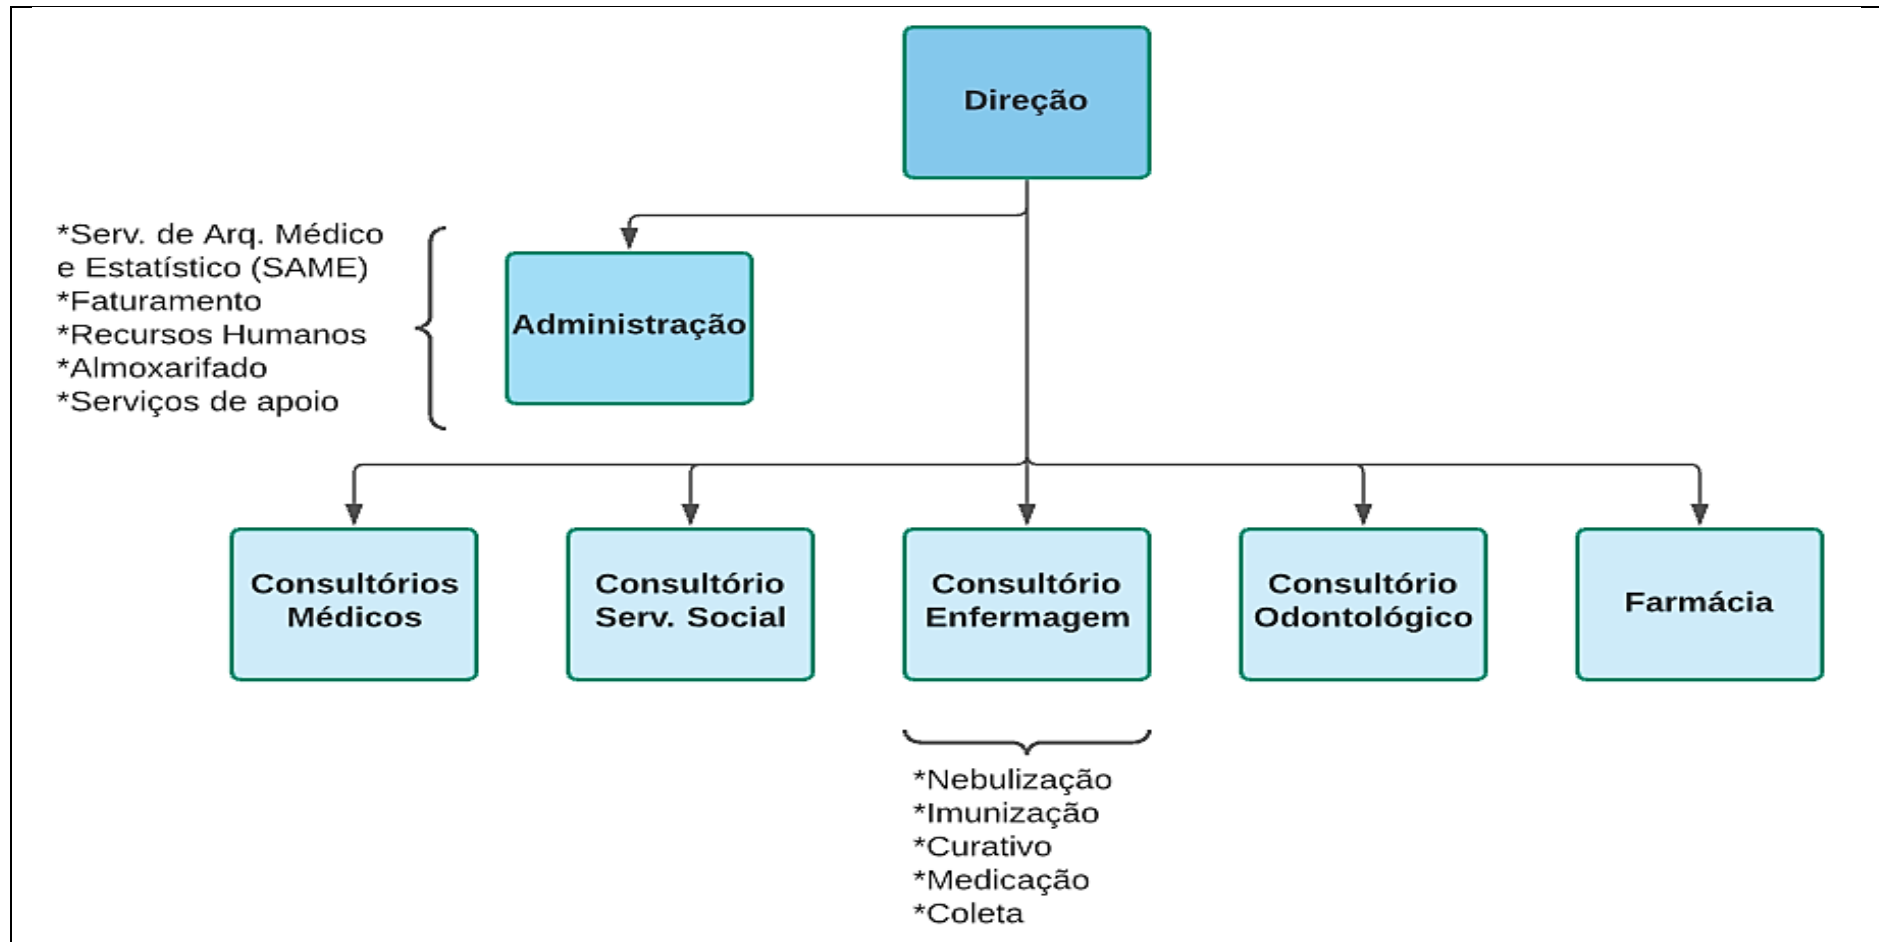 Direção
*Serv. de Arq. Médico
e Estatístico (SAME)
*Faturamento
*Recursos Humanos
*Almoxarifado
*Serviços de apoio
Administração
Consultórios
Médicos
Consultório
Serv. Social
Consultório
Enfermagem
Consultório
Odontológico
Farmácia
*Nebulização
*Imunização
*Curativo
*Medicação
*Coleta